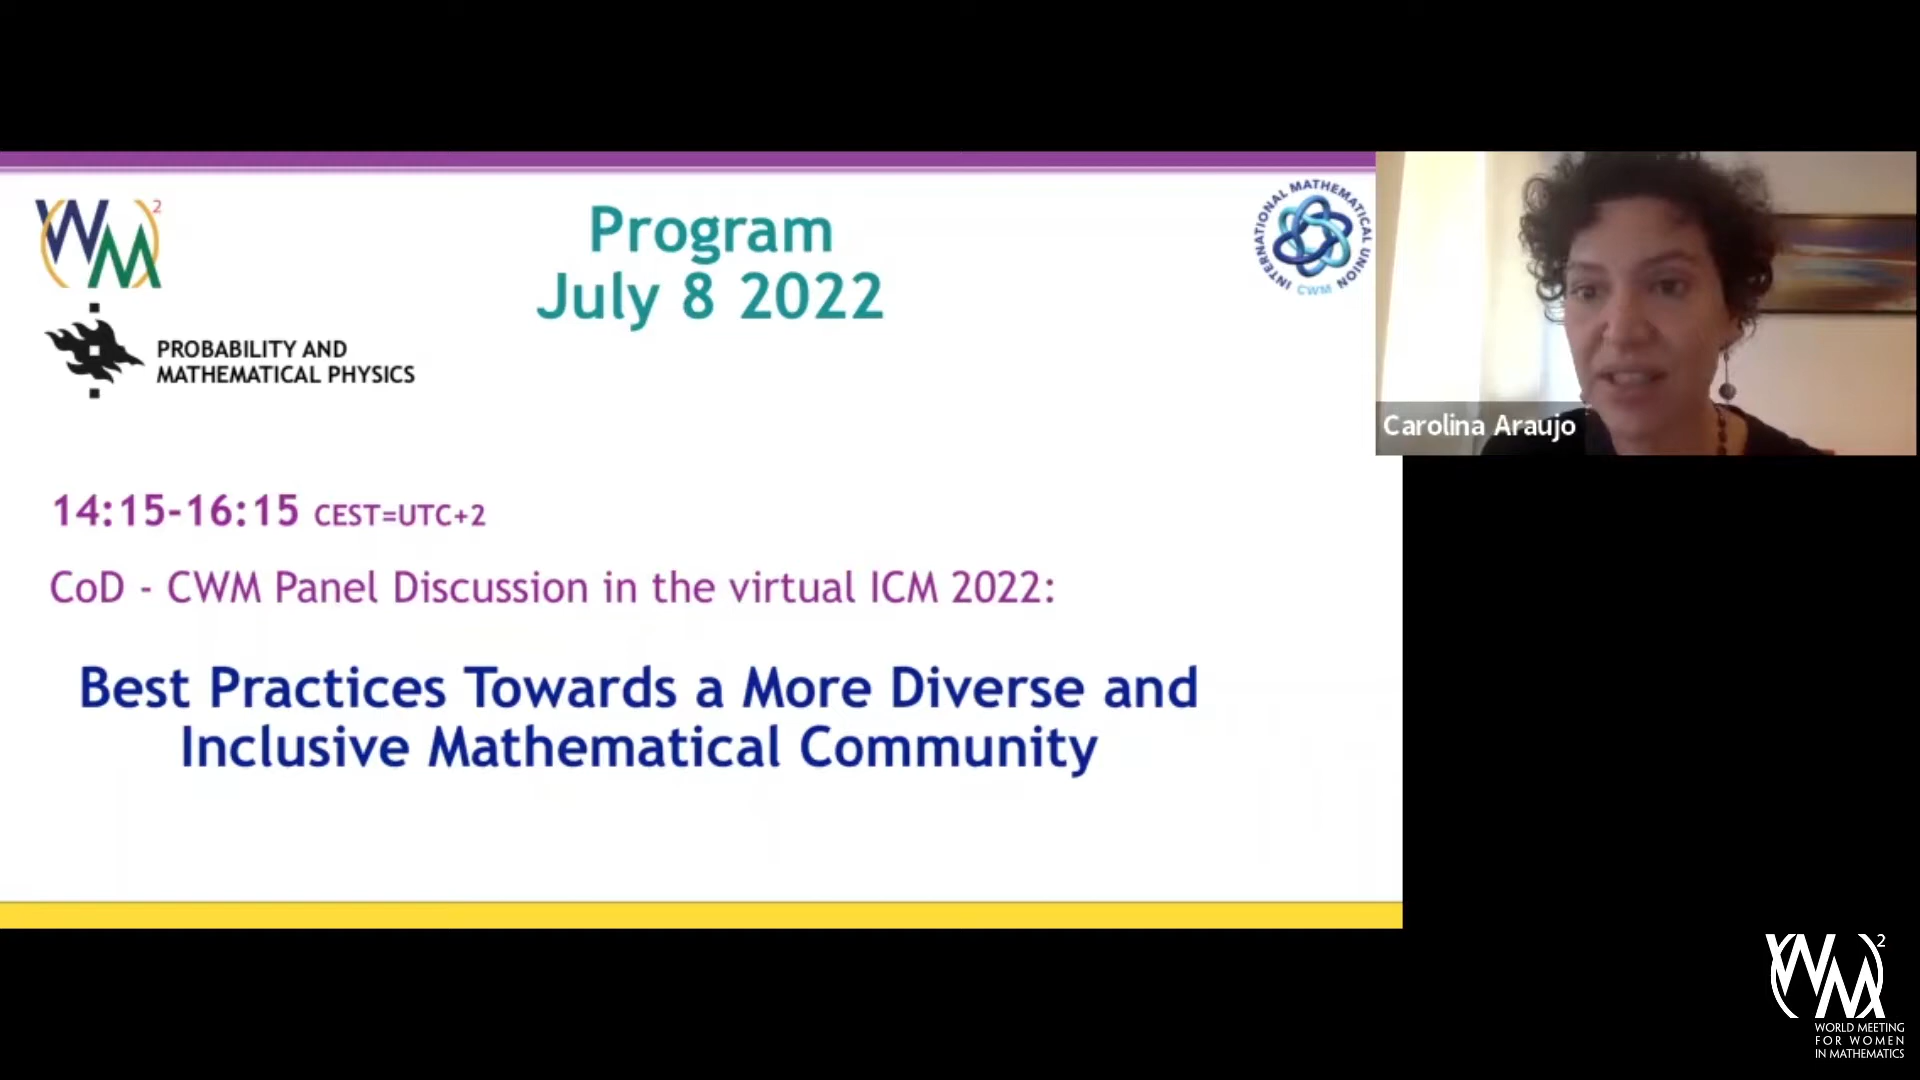 WM 2
Program
July 8 2022
INTERNATIONAL MATHEMATICAL UNION
CWM
PROBABILITY AND
MATHEMATICAL PHYSICS
Carolina Araujo
14:15-16:15 CEST=UTC+2
CoD - CWM Panel Discussion in the virtual ICM 2022:
Best Practices Towards a More Diverse and
Inclusive Mathematical Community
WM 2
WORLD MEETING
FOR WOMEN
IN MATHEMATICS